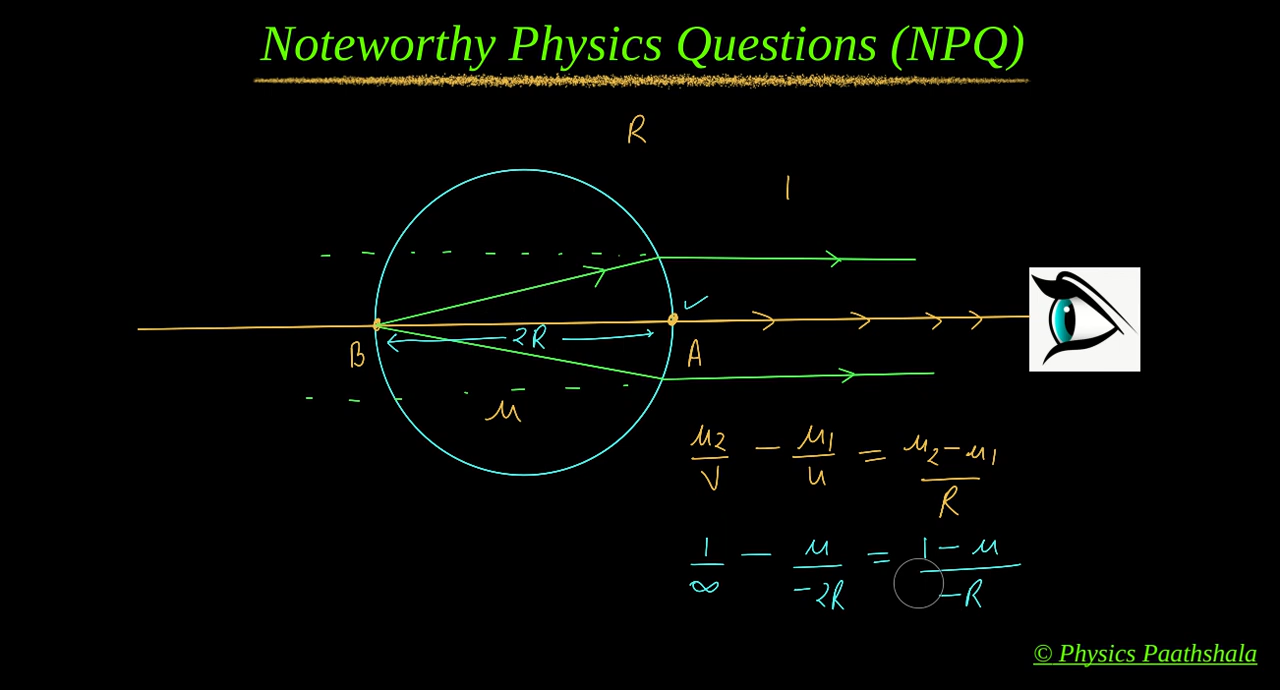 Noteworthy Physics Questions (NPQ)
R
1
2R
B
A
μ
μ2/v - μ1/u = μ2-μ1/R
1/∞ - μ/-2R = 1-μ/-R
© Physics Paathshala